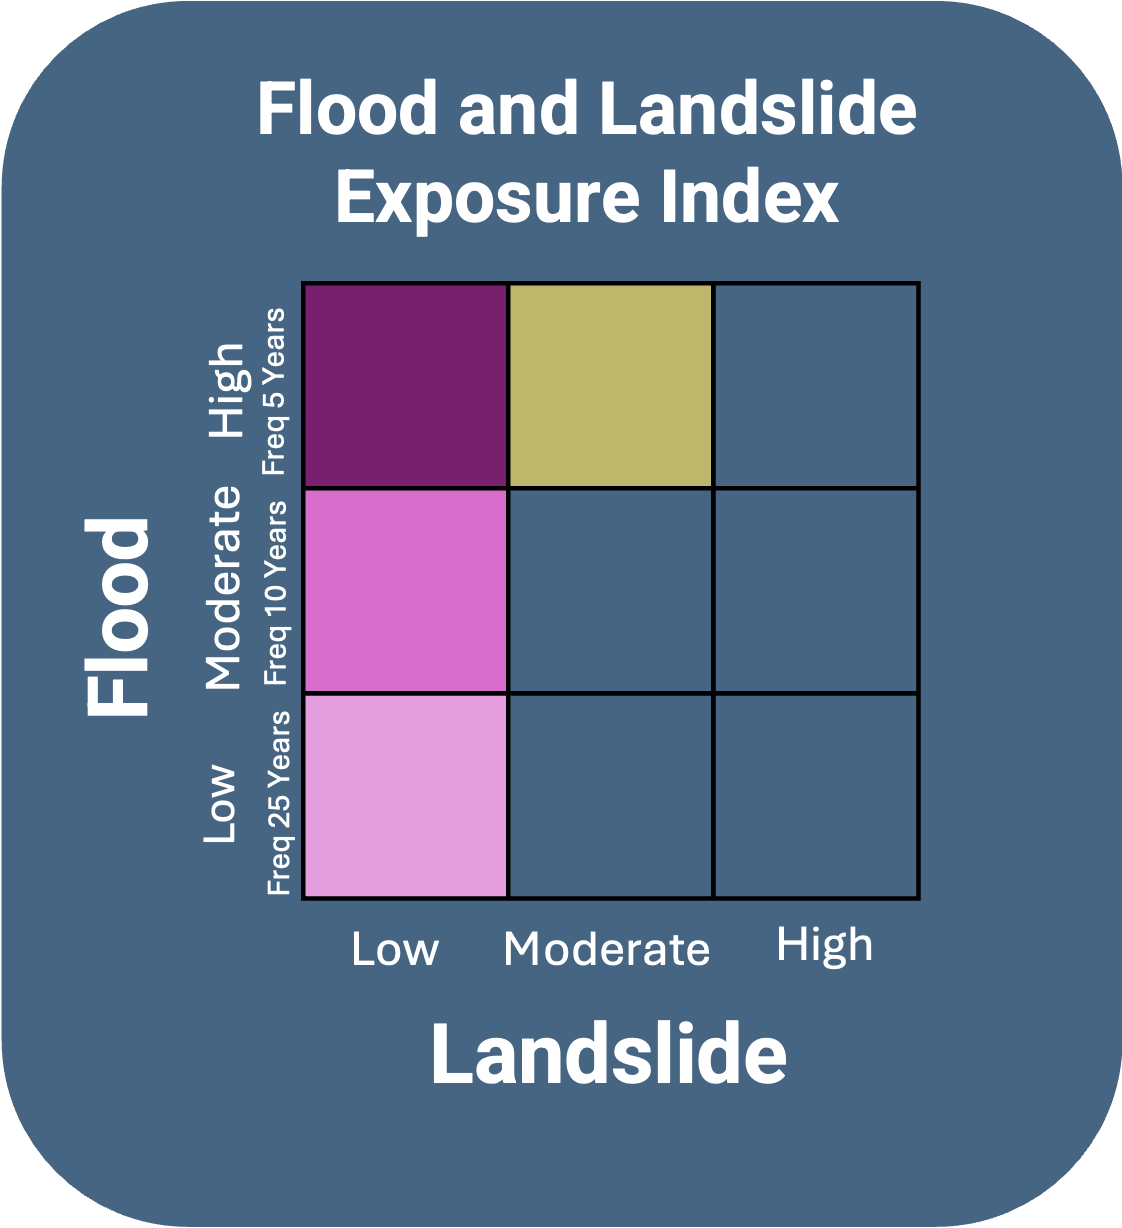 Flood and Landslide
Exposure Index
Flood
High
Freq 5 Years
Moderate
Freq 10 Years
Low
Freq 25 Years
Low
Moderate
High
Landslide